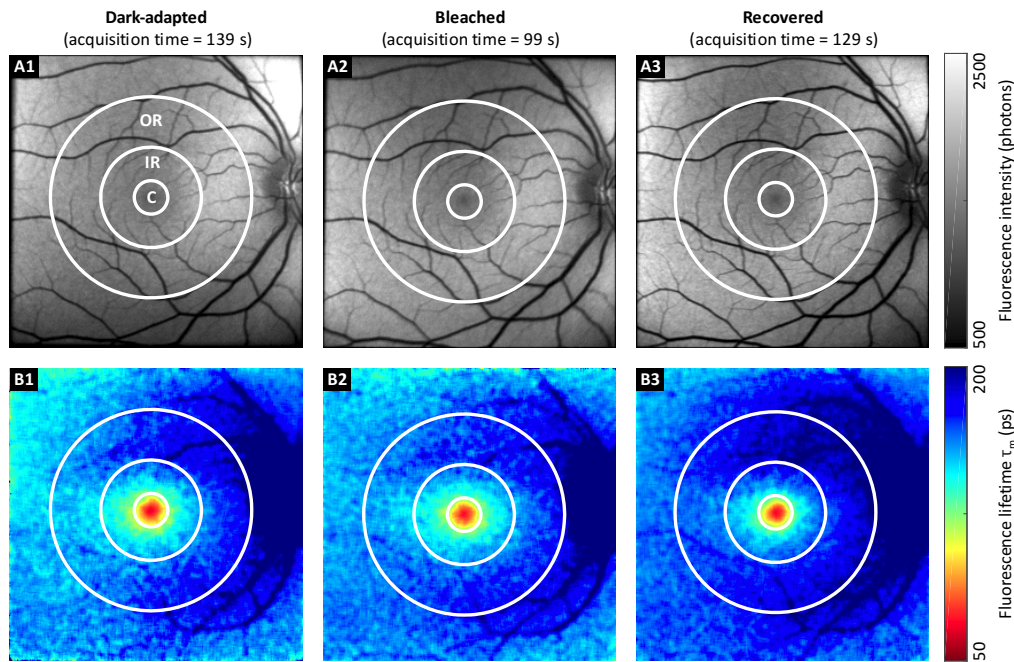 Dark-adapted
(acquisition time = 139 s)
Bleached
(acquisition time = 99 s)
Recovered
(acquisition time = 129 s)
A1
OR
IR
C
A2
A3
2500
Fluorescence intensity (photons)
500
B1
B2
B3
200
Fluorescence lifetime τm (ps)
50